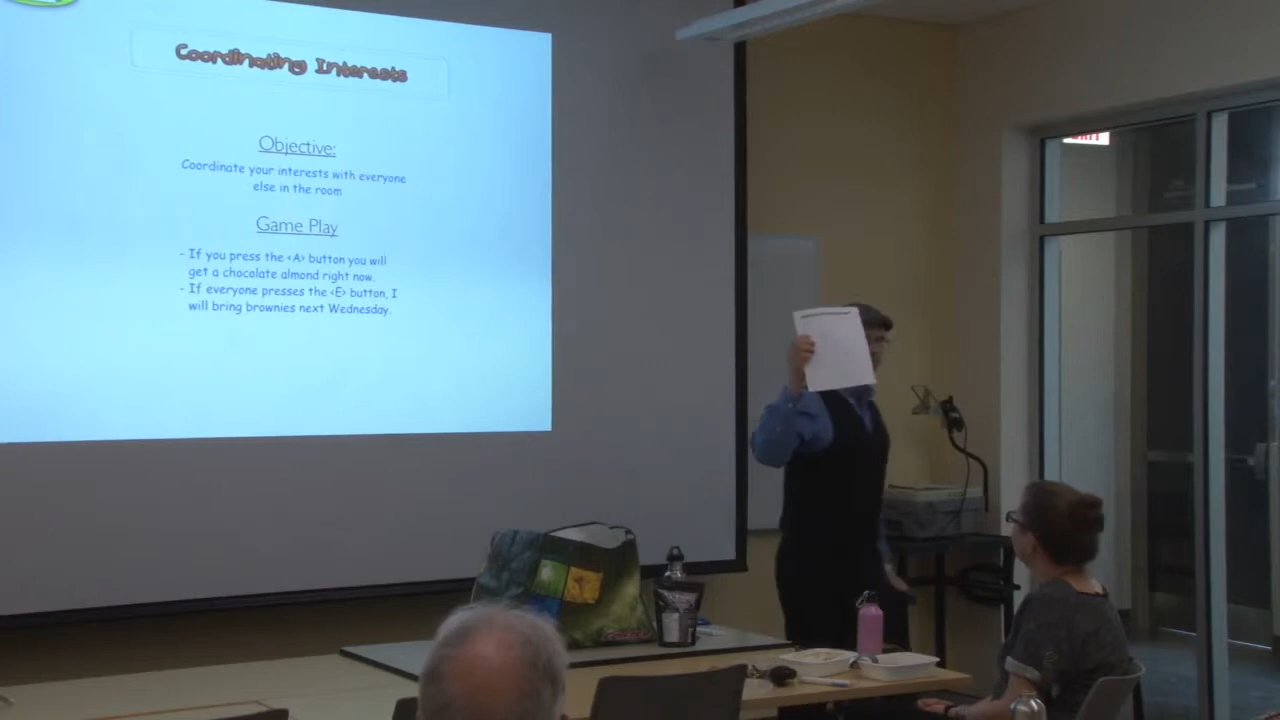 Coordinating Interests
Objective:
Coordinate your interests with everyone
else in the room
Game Play
- If you press the <A> button you will
get a chocolate almond right now.
- If everyone presses the <E> button, I
will bring brownies next Wednesday.